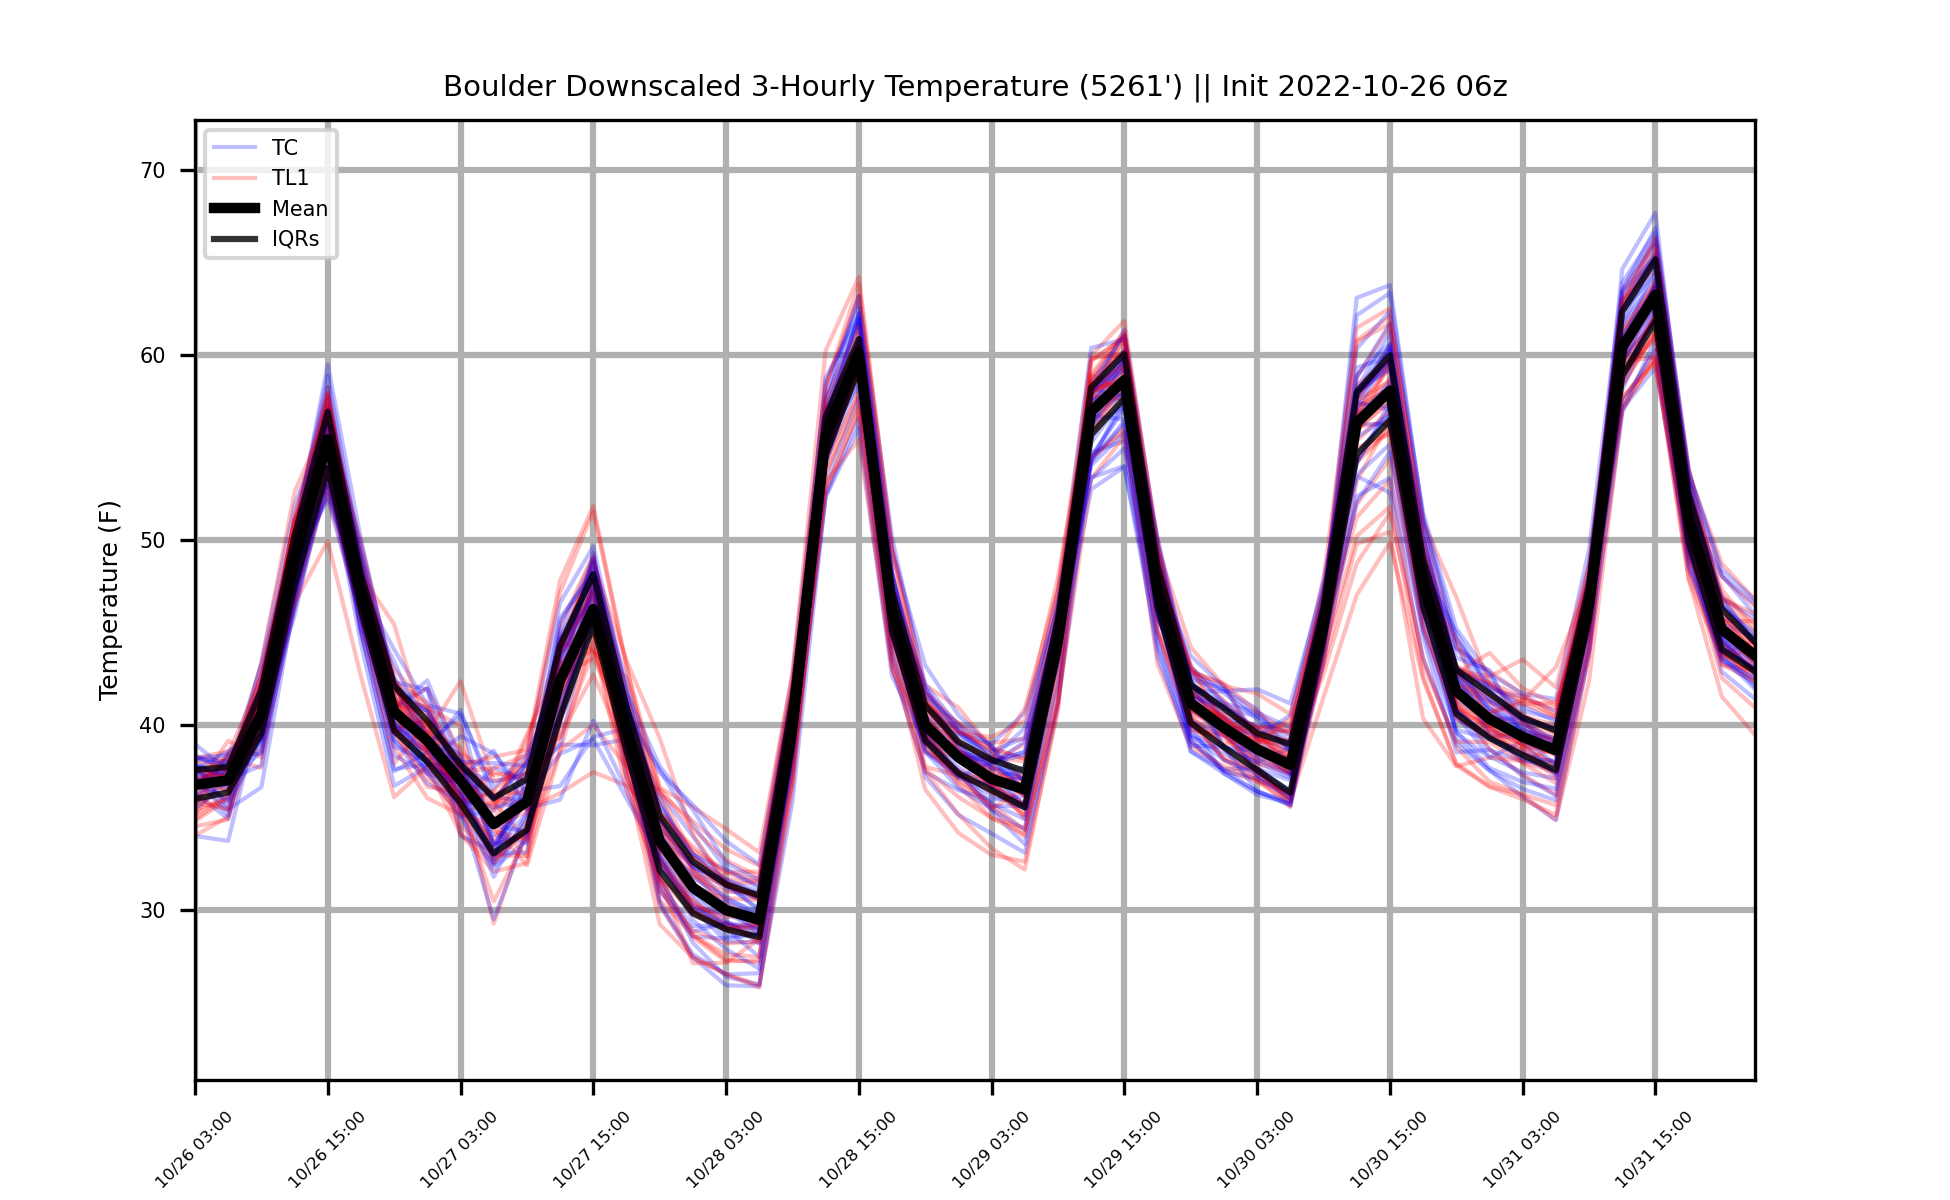 Boulder Downscaled 3-Hourly Temperature (5261') || Init 2022-10-26 06z
TC
TL1
Mean
IQRs
Temperature (F)
70
60
50
40
30
10/26 03:00
10/26 15:00
10/27 03:00
10/27 15:00
10/28 03:00
10/28 15:00
10/29 03:00
10/29 15:00
10/30 03:00
10/30 15:00
10/31 03:00
10/31 15:00